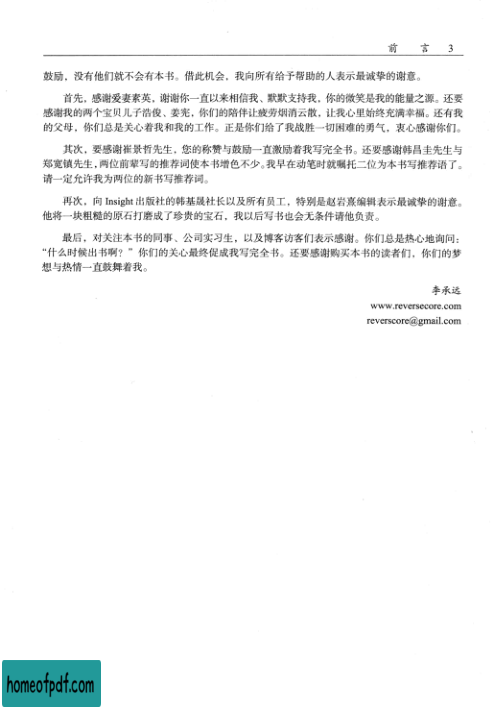 前 言 3
鼓励，没有他们就不会有本书。借此机会，我向所有给予帮助的人表示最诚挚的谢意。
首先，感谢爱妻素英，谢谢你一直以来相信我、默默支持我，你的微笑是我的能量之源。还要
感谢我的两个宝贝儿子浩俊、姜宪，你们的陪伴让疲劳烟消云散，让我心里始终充满幸福。还有我
的父母，你们总是关心着我和我的工作。正是你们给了我战胜一切困难的勇气，衷心感谢你们。
其次，要感谢崔景哲先生，您的称赞与鼓励一直激励着我写完全书。还要感谢韩昌圭先生与
郑宽镇先生，两位前辈写的推荐词使本书增色不少。我早在动笔时就嘱托二位为本书写推荐语了。
请一定允许我为两位的新书写推荐词。
再次，向 Insight 出版社的韩基晟社长以及所有员工，特别是赵岩熹编辑表示最诚挚的谢意。
他将一块粗糙的原石打磨成了珍贵的宝石，我以后写书也会无条件请他负责。
最后，对关注本书的同事、公司实习生，以及博客访客们表示感谢。你们总是热心地询问：
“什么时候出书啊？”你们的关心最终促成我写完全书。还要感谢购买本书的读者们，你们的梦
想与热情一直鼓舞着我。
李承远
www.reversecore.com
reverscore@gmail.com
homeofpdf.com